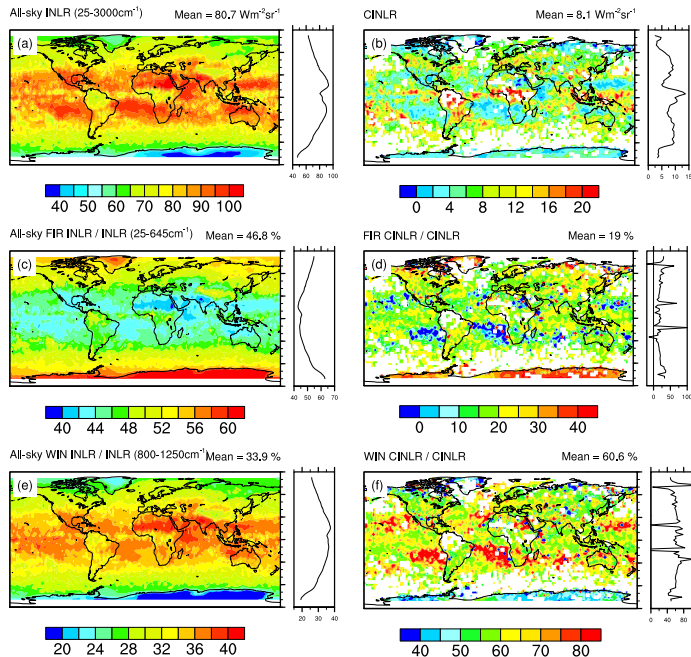 All-sky INLR (25-3000cm⁻¹) Mean = 80.7 Wm⁻²sr⁻¹ CINLR Mean = 8.1 Wm⁻²sr⁻¹
(a) (b)
40 60 80 100 0 5 10 15
40 50 60 70 80 90 100 0 4 8 12 16 20
All-sky FIR INLR / INLR (25-645cm⁻¹) Mean = 46.8 % FIR CINLR / CINLR Mean = 19 %
(c) (d)
40 50 60 70 -100 0 50 100
40 44 48 52 56 60 0 10 20 30 40
All-sky WIN INLR / INLR (800-1250cm⁻¹) Mean = 33.9 % WIN CINLR / CINLR Mean = 60.6 %
(e) (f)
20 30 40 0 40 80
20 24 28 32 36 40 40 50 60 70 80